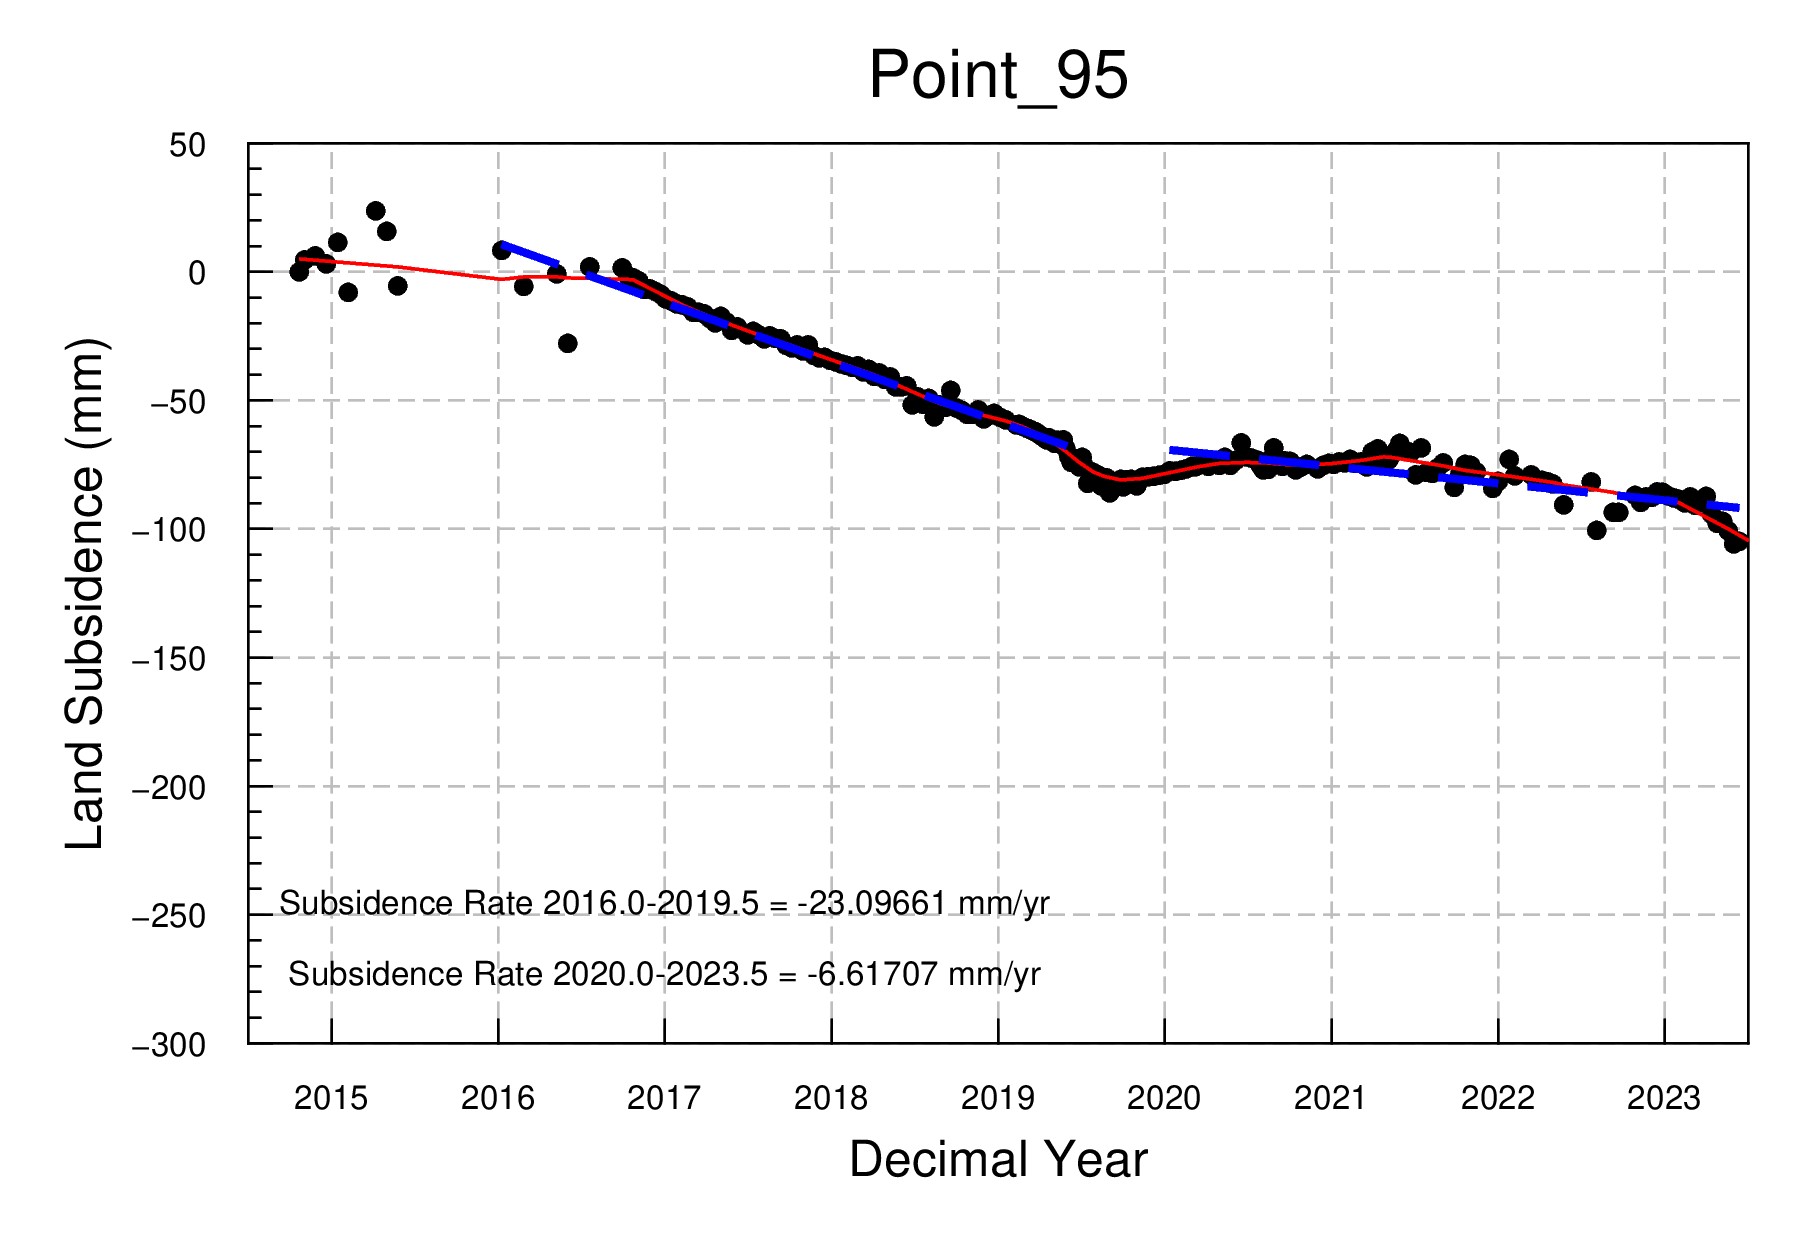 Point_95
50
0
−50
−100
−150
−200
−250
−300
Land Subsidence (mm)
Subsidence Rate 2016.0-2019.5 = -23.09661 mm/yr
Subsidence Rate 2020.0-2023.5 = -6.61707 mm/yr
2015 2016 2017 2018 2019 2020 2021 2022 2023
Decimal Year